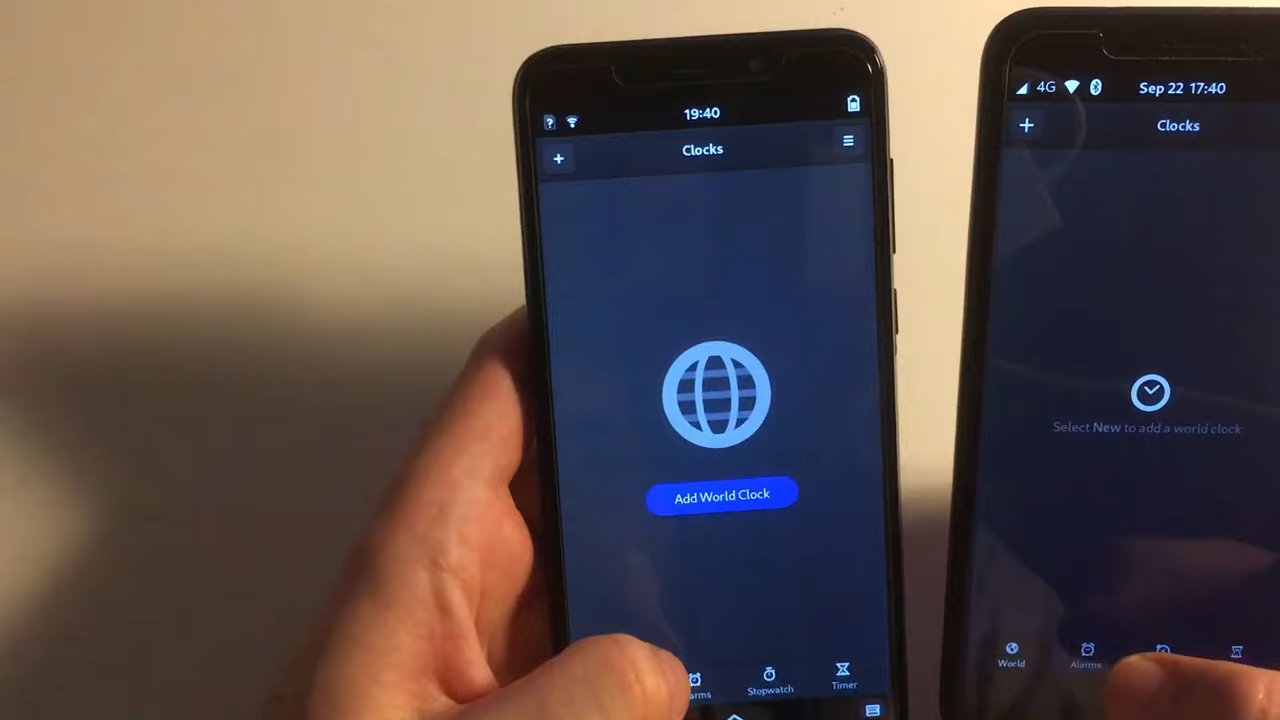 19:40
?
Clocks
+
Add World Clock
arms
Stopwatch
Timer
4G
Sep 22 17:40
+
Clocks
Select New to add a world clock
World
Alarms